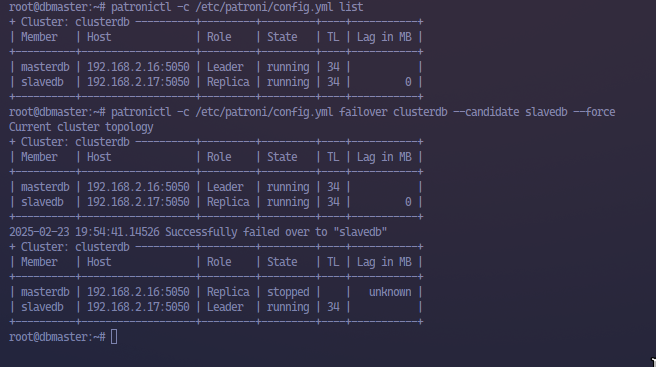 root@dbmaster:~# patronictl -c /etc/patroni/config.yml list
+ Cluster: clusterdb ----------+---------+---------+----+-----------+
| Member   | Host              | Role    | State   | TL | Lag in MB |
+----------+-------------------+---------+---------+----+-----------+
| masterdb | 192.168.2.16:5050 | Leader  | running | 34 |           |
| slavedb  | 192.168.2.17:5050 | Replica | running | 34 |         0 |
+----------+-------------------+---------+---------+----+-----------+
root@dbmaster:~# patronictl -c /etc/patroni/config.yml failover clusterdb --candidate slavedb --force
Current cluster topology
+ Cluster: clusterdb ----------+---------+---------+----+-----------+
| Member   | Host              | Role    | State   | TL | Lag in MB |
+----------+-------------------+---------+---------+----+-----------+
| masterdb | 192.168.2.16:5050 | Leader  | running | 34 |           |
| slavedb  | 192.168.2.17:5050 | Replica | running | 34 |         0 |
+----------+-------------------+---------+---------+----+-----------+
2025-02-23 19:54:41.14526 Successfully failed over to "slavedb"
+ Cluster: clusterdb ----------+---------+---------+----+-----------+
| Member   | Host              | Role    | State   | TL | Lag in MB |
+----------+-------------------+---------+---------+----+-----------+
| masterdb | 192.168.2.16:5050 | Replica | stopped |    |   unknown |
| slavedb  | 192.168.2.17:5050 | Leader  | running | 34 |           |
+----------+-------------------+---------+---------+----+-----------+
root@dbmaster:~#